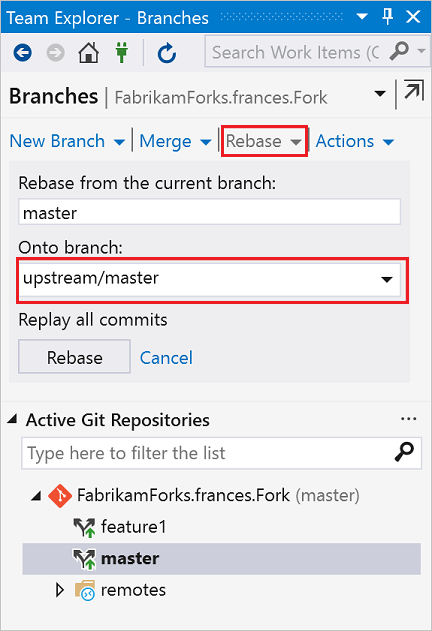 Team Explorer - Branches
Search Work Items (C
Branches | FabrikamForks.frances.Fork
New Branch | Merge | Rebase | Actions
Rebase from the current branch:
master
Onto branch:
upstream/master
Replay all commits
Rebase Cancel
Active Git Repositories
Type here to filter the list
FabrikamForks.frances.Fork (master)
feature1
master
remotes